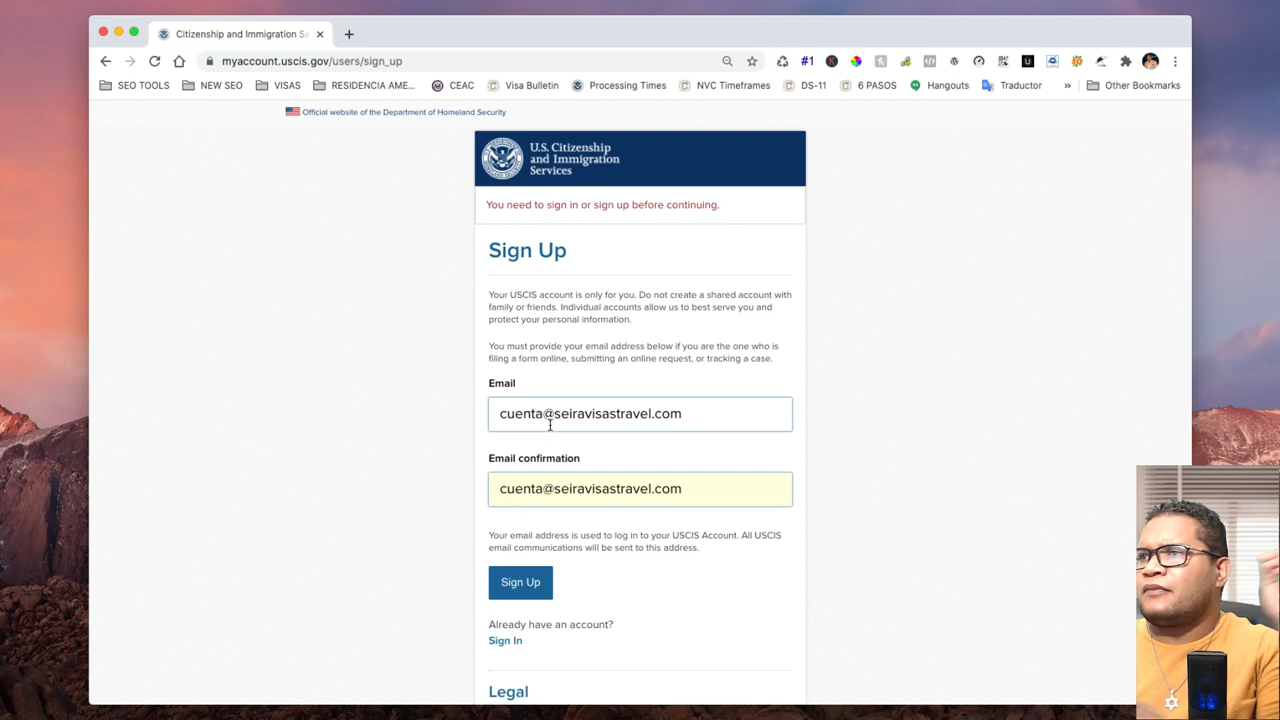 Citizenship and Immigration S
myaccount.uscis.gov/users/sign_up
#1
SEO TOOLS
NEW SEO
VISAS
RESIDENCIA AME...
CEAC
Visa Bulletin
Processing Times
NVC Timeframes
DS-11
6 PASOS
Hangouts
Traductor
»
Other Bookmarks
Official website of the Department of Homeland Security
U.S. Citizenship
and Immigration
Services
You need to sign in or sign up before continuing.
Sign Up
Your USCIS account is only for you. Do not create a shared account with
family or friends. Individual accounts allow us to best serve you and
protect your personal information.
You must provide your email address below if you are the one who is
filing a form online, submitting an online request, or tracking a case.
Email
cuenta@seiravisastravel.com
Email confirmation
cuenta@seiravisastravel.com
Your email address is used to log in to your USCIS Account. All USCIS
email communications will be sent to this address.
Sign Up
Already have an account?
Sign In
Legal